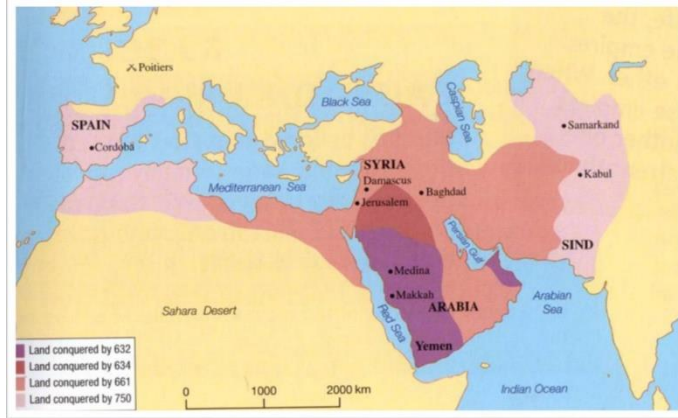 Poitiers
Black Sea
Caspian Sea
SPAIN
Cordoba
Samarkand
SYRIA
Damascus
Kabul
Mediterranean Sea
Baghdad
Jerusalem
Persian Gulf
SIND
Medina
Makkah
ARABIA
Arabian
Sea
Sahara Desert
Red Sea
Yemen
Land conquered by 632
Land conquered by 634
Land conquered by 661
Land conquered by 750
0 1000 2000 km
Indian Ocean